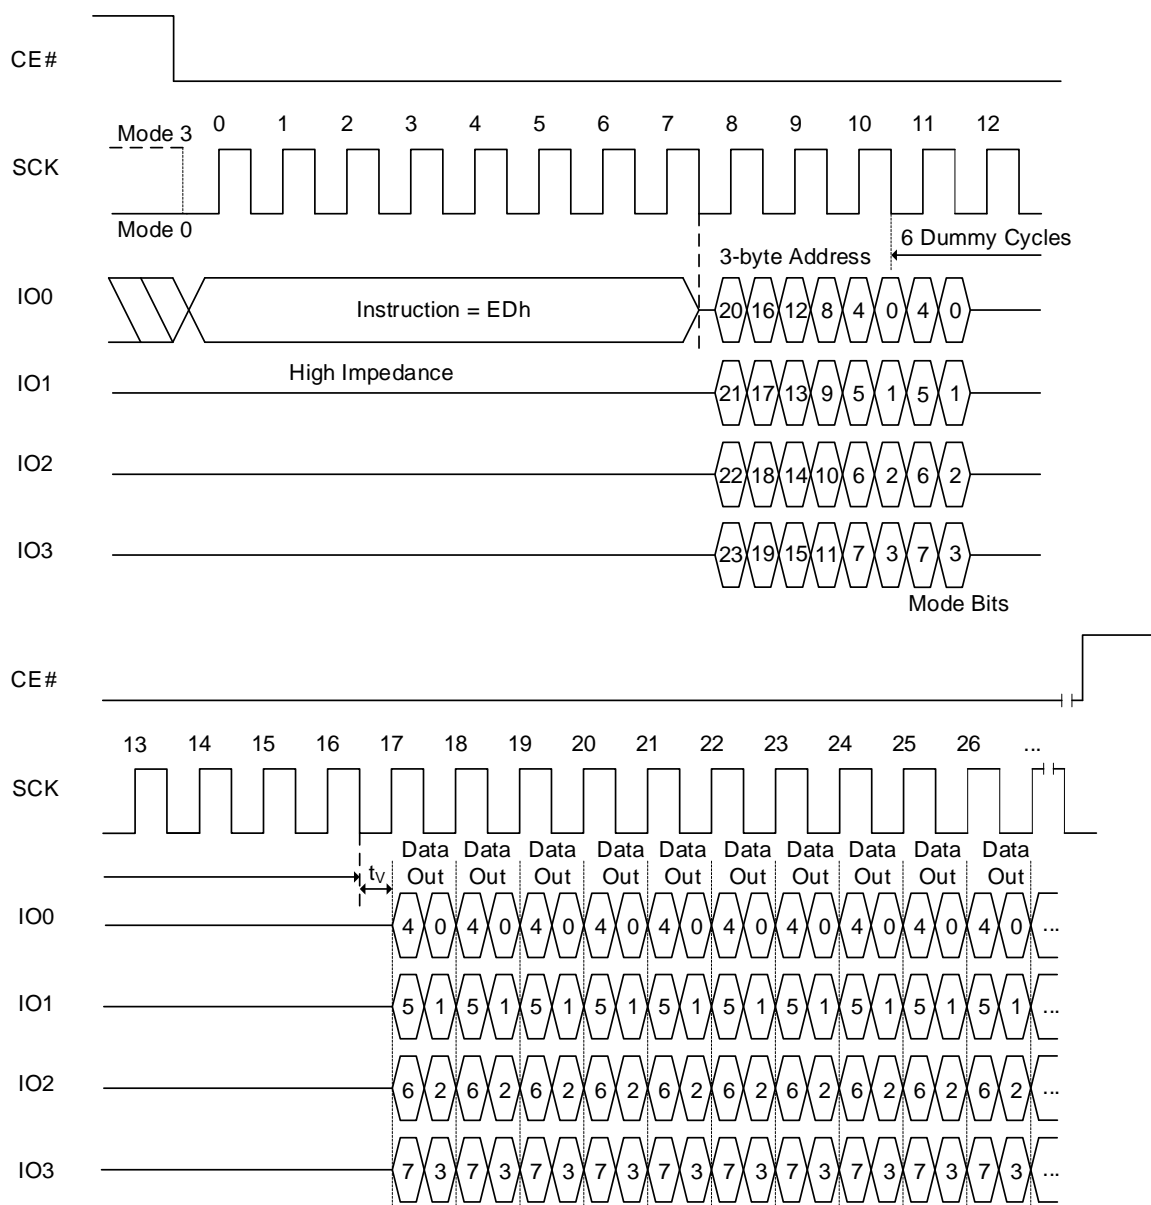 CE#
Mode 3
0 1 2 3 4 5 6 7 8 9 10 11 12
SCK
Mode 0
6 Dummy Cycles
3-byte Address
IO0
Instruction = EDh
20 16 12 8 4 0 4 0
High Impedance
IO1
21 17 13 9 5 1 5 1
IO2
22 18 14 10 6 2 6 2
IO3
23 19 15 11 7 3 7 3
Mode Bits
CE#
13 14 15 16 17 18 19 20 21 22 23 24 25 26 ...
SCK
Data Data Data Data Data Data Data Data Data Data
tV Out Out Out Out Out Out Out Out Out Out
IO0
4 0 4 0 4 0 4 0 4 0 4 0 4 0 4 0 4 0 4 0 ...
IO1
5 1 5 1 5 1 5 1 5 1 5 1 5 1 5 1 5 1 5 1 ...
IO2
6 2 6 2 6 2 6 2 6 2 6 2 6 2 6 2 6 2 6 2 ...
IO3
7 3 7 3 7 3 7 3 7 3 7 3 7 3 7 3 7 3 7 3 ...